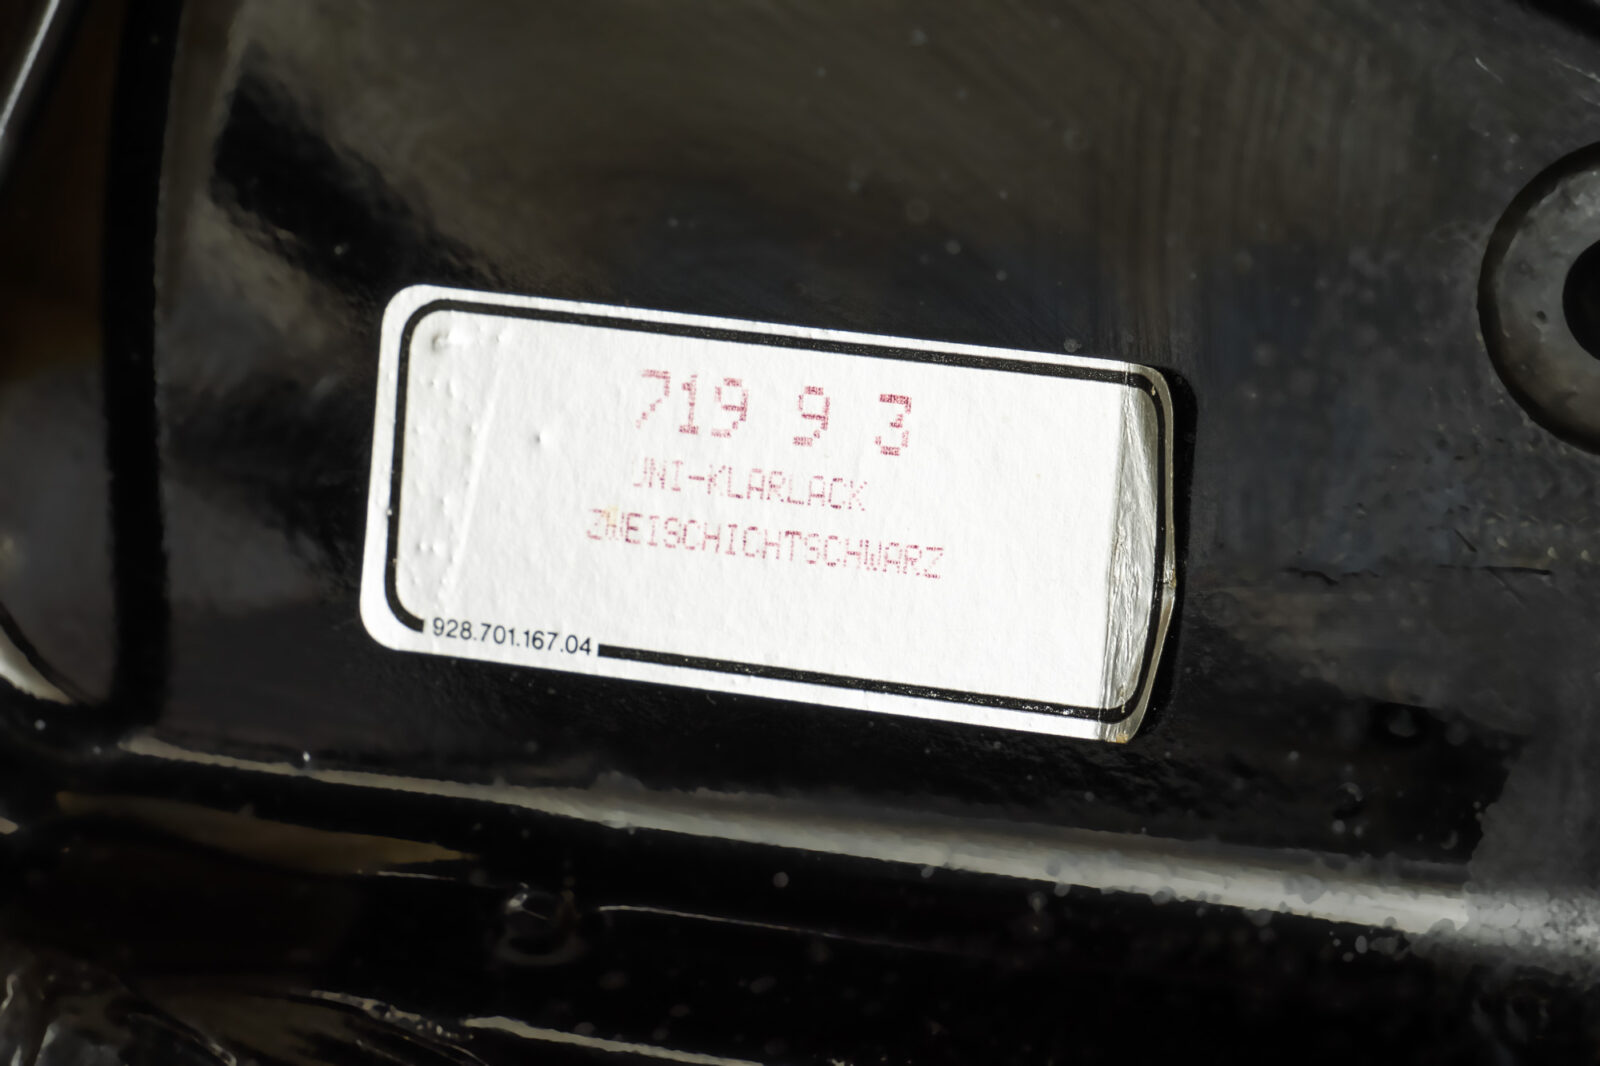 719 9 3
UNI-KLARLACK
ZWEISCHICHTSCHWARZ
928.701.167.04